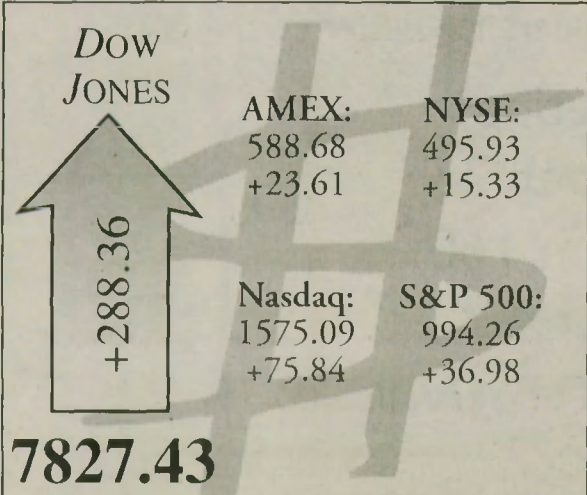 DOW
JONES
+288.36
7827.43
AMEX:
588.68
+23.61
NYSE:
495.93
+15.33
Nasdaq:
1575.09
+75.84
S&P 500:
994.26
+36.98